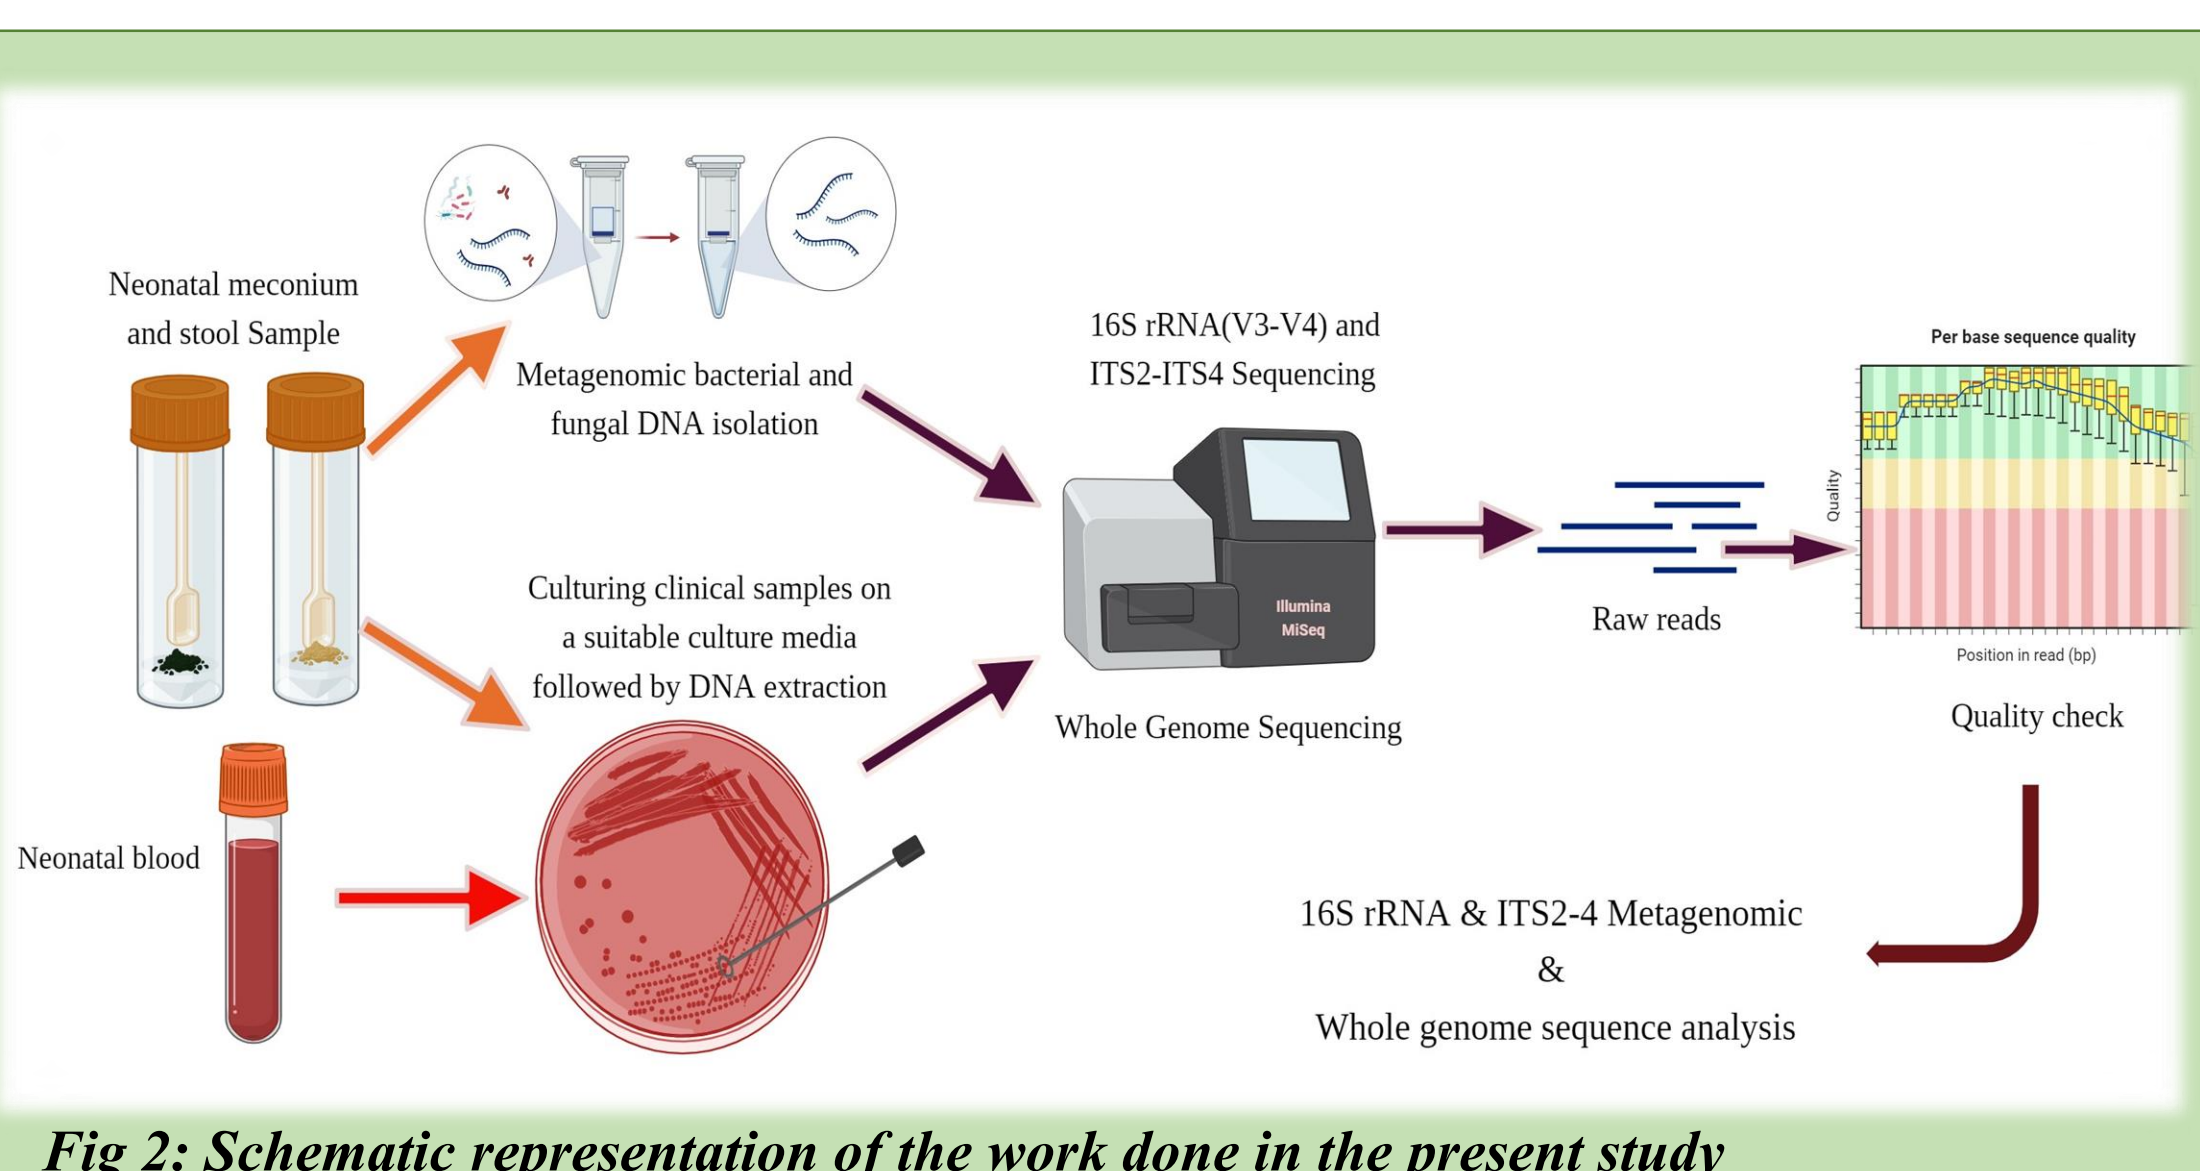 Neonatal meconium
and stool Sample
Metagenomic bacterial and
fungal DNA isolation
Culturing clinical samples on
a suitable culture media
followed by DNA extraction
Neonatal blood
16S rRNA(V3-V4) and
ITS2-ITS4 Sequencing
Illumina
MiSeq
Whole Genome Sequencing
Raw reads
Per base sequence quality
Quality
Position in read (bp)
Quality check
16S rRNA & ITS2-4 Metagenomic
&
Whole genome sequence analysis
Fig 2: Schematic representation of the work done in the present study